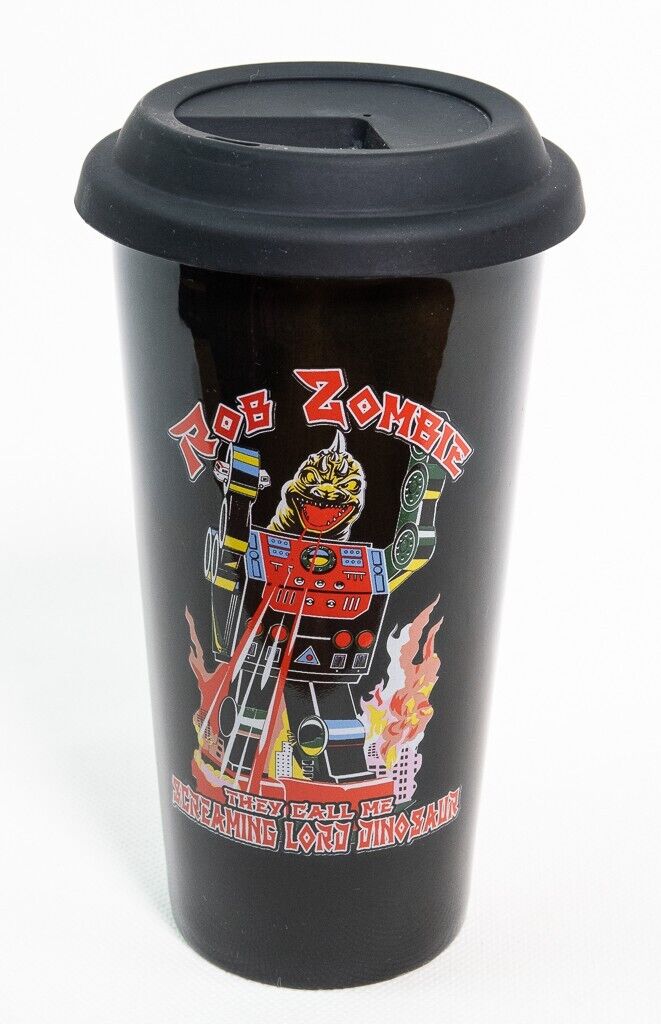 ROB ZOMBIE
THEY CALL ME
SCREAMING LORD DINOSAUR